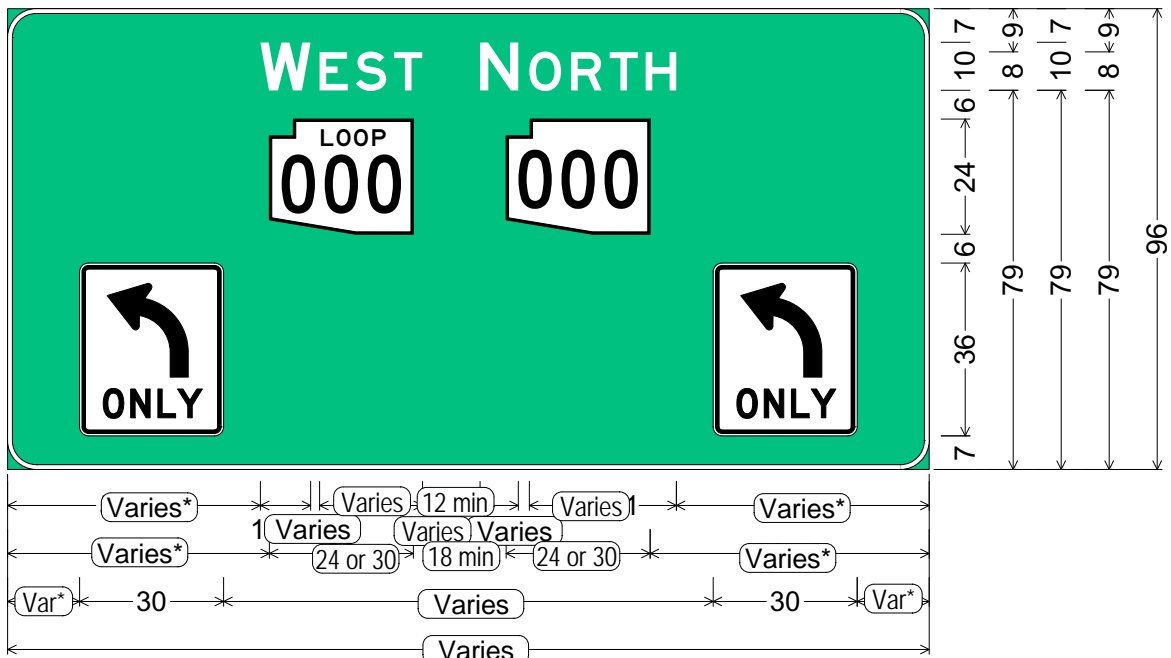 WEST NORTH
LOOP
000 000
ONLY ONLY
7 9 7 9
10 8 10 8
6
24
6
79 79 79
96
36
7
Varies* Varies 12 min Varies 1 Varies*
1 Varies Varies Varies
Varies* 24 or 30 18 min 24 or 30 Varies*
Var* 30 Varies 30 Var*
Varies